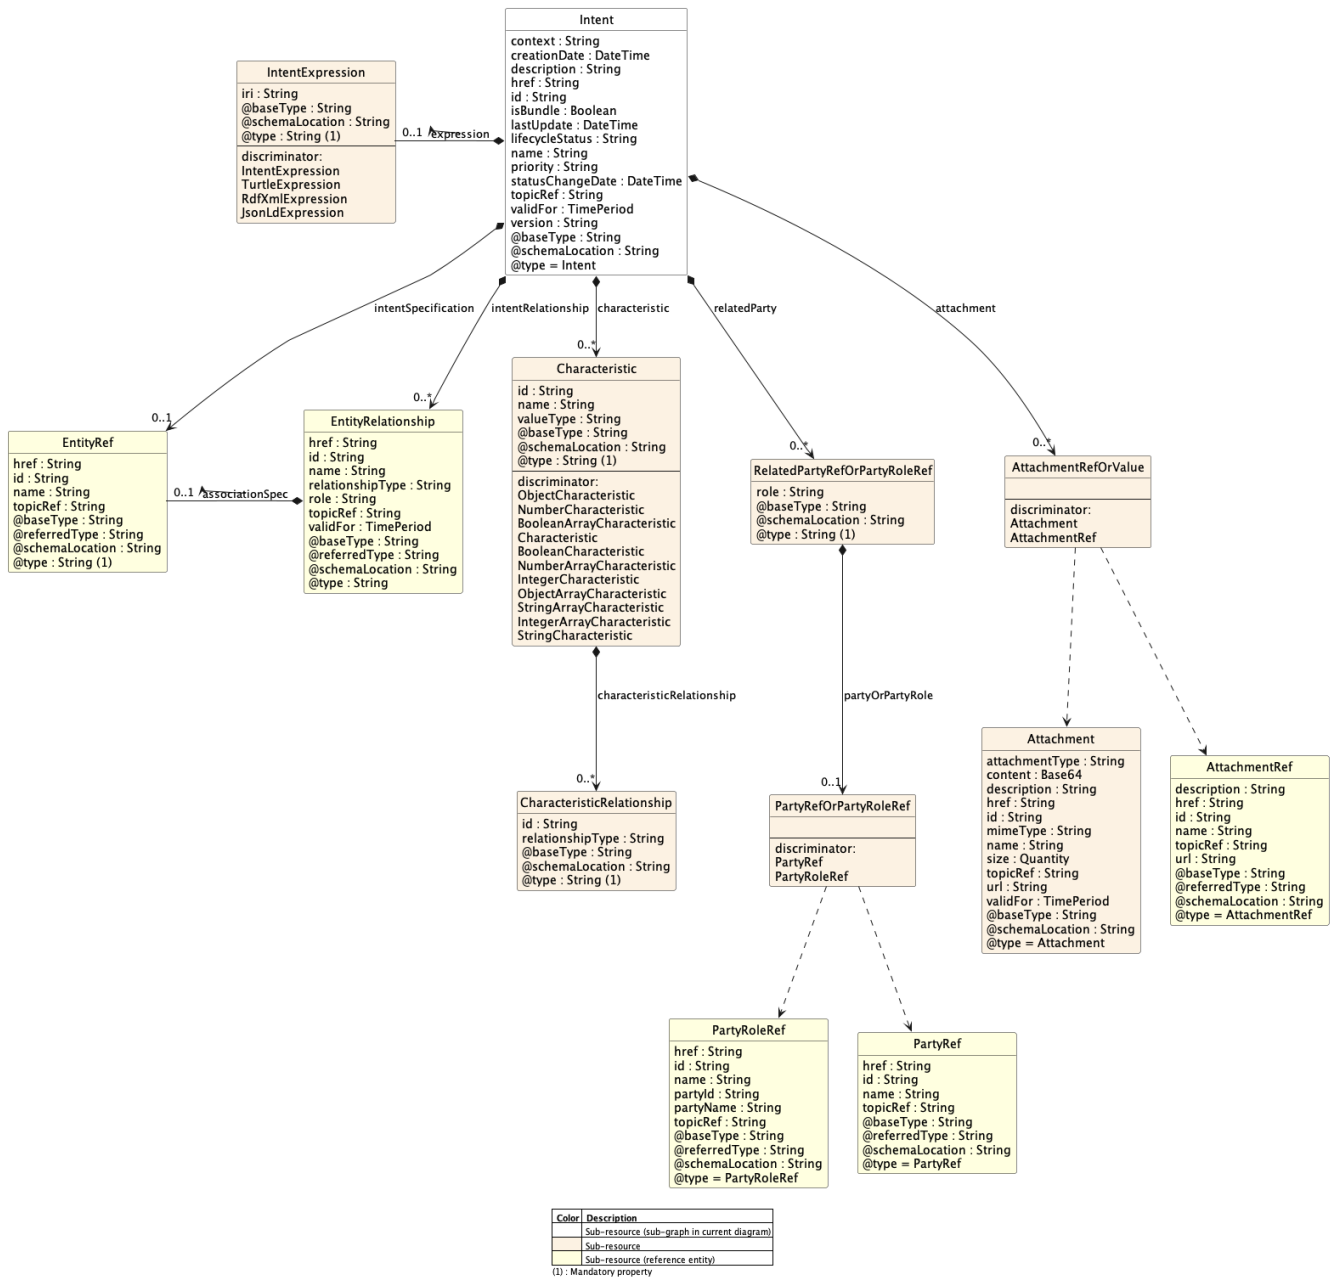 Intent
context : String
creationDate : DateTime
description : String
href : String
id : String
isBundle : Boolean
lastUpdate : DateTime
lifecycleStatus : String
name : String
priority : String
statusChangeDate : DateTime
topicRef : String
validFor : TimePeriod
version : String
@baseType : String
@schemaLocation : String
@type = Intent
IntentExpression
iri : String
@baseType : String
@schemaLocation : String
@type : String (1)
discriminator:
IntentExpression
TurtleExpression
RdfXmlExpression
JsonLdExpression
0..1
expression
intentSpecification
intentRelationship
characteristic
relatedParty
attachment
0..1
0..*
0..*
0..*
0..*
EntityRef
href : String
id : String
name : String
topicRef : String
@baseType : String
@referredType : String
@schemaLocation : String
@type : String (1)
0..1
associationSpec
EntityRelationship
href : String
id : String
name : String
relationshipType : String
role : String
topicRef : String
validFor : TimePeriod
@baseType : String
@referredType : String
@schemaLocation : String
@type : String
Characteristic
id : String
name : String
valueType : String
@baseType : String
@schemaLocation : String
@type : String (1)
discriminator:
ObjectCharacteristic
NumberCharacteristic
BooleanArrayCharacteristic
Characteristic
BooleanCharacteristic
NumberArrayCharacteristic
IntegerCharacteristic
ObjectArrayCharacteristic
StringArrayCharacteristic
IntegerArrayCharacteristic
StringCharacteristic
RelatedPartyRefOrPartyRoleRef
role : String
@baseType : String
@schemaLocation : String
@type : String (1)
AttachmentRefOrValue
discriminator:
Attachment
AttachmentRef
characteristicRelationship
0..*
partyOrPartyRole
0..1
CharacteristicRelationship
id : String
relationshipType : String
@baseType : String
@schemaLocation : String
@type : String (1)
PartyRefOrPartyRoleRef
discriminator:
PartyRef
PartyRoleRef
Attachment
attachmentType : String
content : Base64
description : String
href : String
id : String
mimeType : String
name : String
size : Quantity
topicRef : String
url : String
validFor : TimePeriod
@baseType : String
@schemaLocation : String
@type = Attachment
AttachmentRef
description : String
href : String
id : String
name : String
topicRef : String
url : String
@baseType : String
@referredType : String
@schemaLocation : String
@type = AttachmentRef
PartyRoleRef
href : String
id : String
name : String
partyId : String
partyName : String
topicRef : String
@baseType : String
@referredType : String
@schemaLocation : String
@type = PartyRoleRef
PartyRef
href : String
id : String
name : String
topicRef : String
@baseType : String
@referredType : String
@schemaLocation : String
@type = PartyRef
Color Description
Sub-resource (sub-graph in current diagram)
Sub-resource
Sub-resource (reference entity)
(1) : Mandatory property